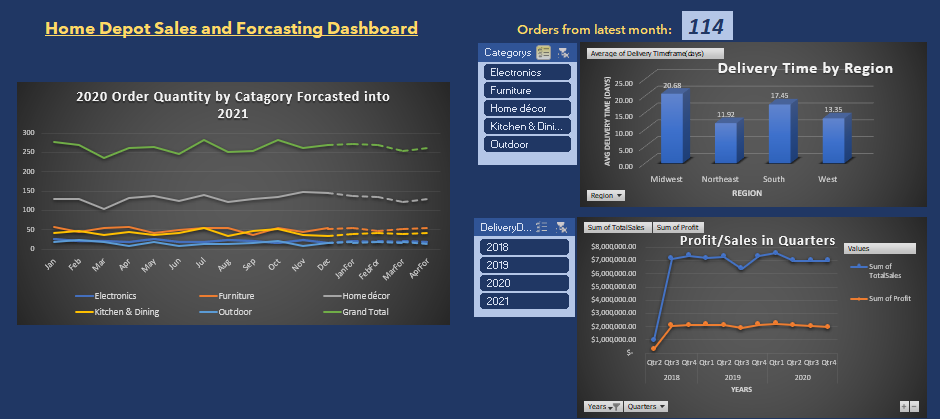 Home Depot Sales and Forcasting Dashboard
Orders from latest month: 114
2020 Order Quantity by Catagory Forcasted into
2021
300
250
200
150
100
50
0
Jan Feb Mar Apr May Jun Jul Aug Sep Oct Nov Dec JanFor FebFor MarFor AprFor
Electronics Furniture Home décor
Kitchen & Dining Outdoor Grand Total
Categorys
Electronics
Furniture
Home décor
Kitchen & Dini...
Outdoor
Average of Delivery Timeframe(days)
Delivery Time by Region
AVG DELIVERY TIME (DAYS)
25.00
20.00
15.00
10.00
5.00
0.00
20.68 11.92 17.45 13.35
Midwest Northeast South West
REGION
Region
DeliveryD...
2018
2019
2020
2021
Sum of TotalSales Sum of Profit
Profit/Sales in Quarters
$8,000,000.00
$7,000,000.00
$6,000,000.00
$5,000,000.00
$4,000,000.00
$3,000,000.00
$2,000,000.00
$1,000,000.00
$-
Qtr2 Qtr3 Qtr4 Qtr1 Qtr2 Qtr3 Qtr4 Qtr1 Qtr2 Qtr3 Qtr4
2018 2019 2020
YEARS
Values
Sum of
TotalSales
Sum of Profit
Years Quarters
+ -